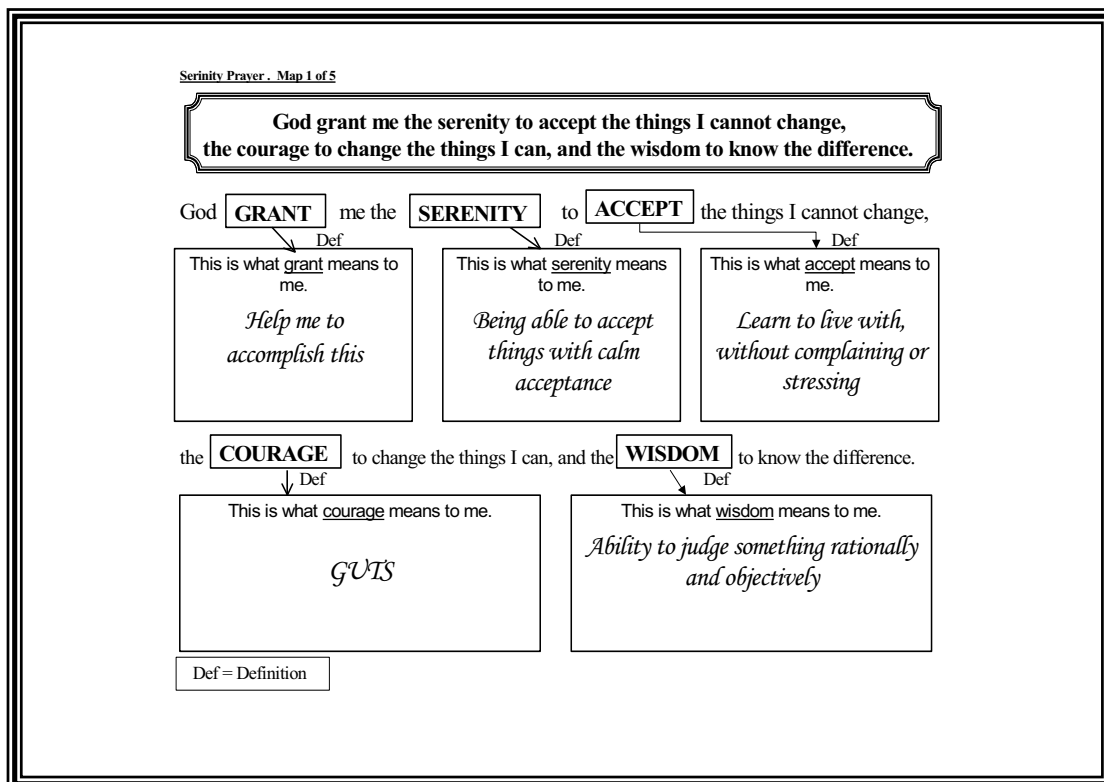 Serinity Prayer . Map 1 of 5
God grant me the serenity to accept the things I cannot change,
the courage to change the things I can, and the wisdom to know the difference.
God GRANT me the SERENITY to ACCEPT the things I cannot change,
Def Def Def
This is what grant means to
me.
Help me to
accomplish this
This is what serenity means
to me.
Being able to accept
things with calm
acceptance
This is what accept means to
me.
Learn to live with,
without complaining or
stressing
the COURAGE to change the things I can, and the WISDOM to know the difference.
Def Def
This is what courage means to me.
GUTS
This is what wisdom means to me.
Ability to judge something rationally
and objectively
Def = Definition